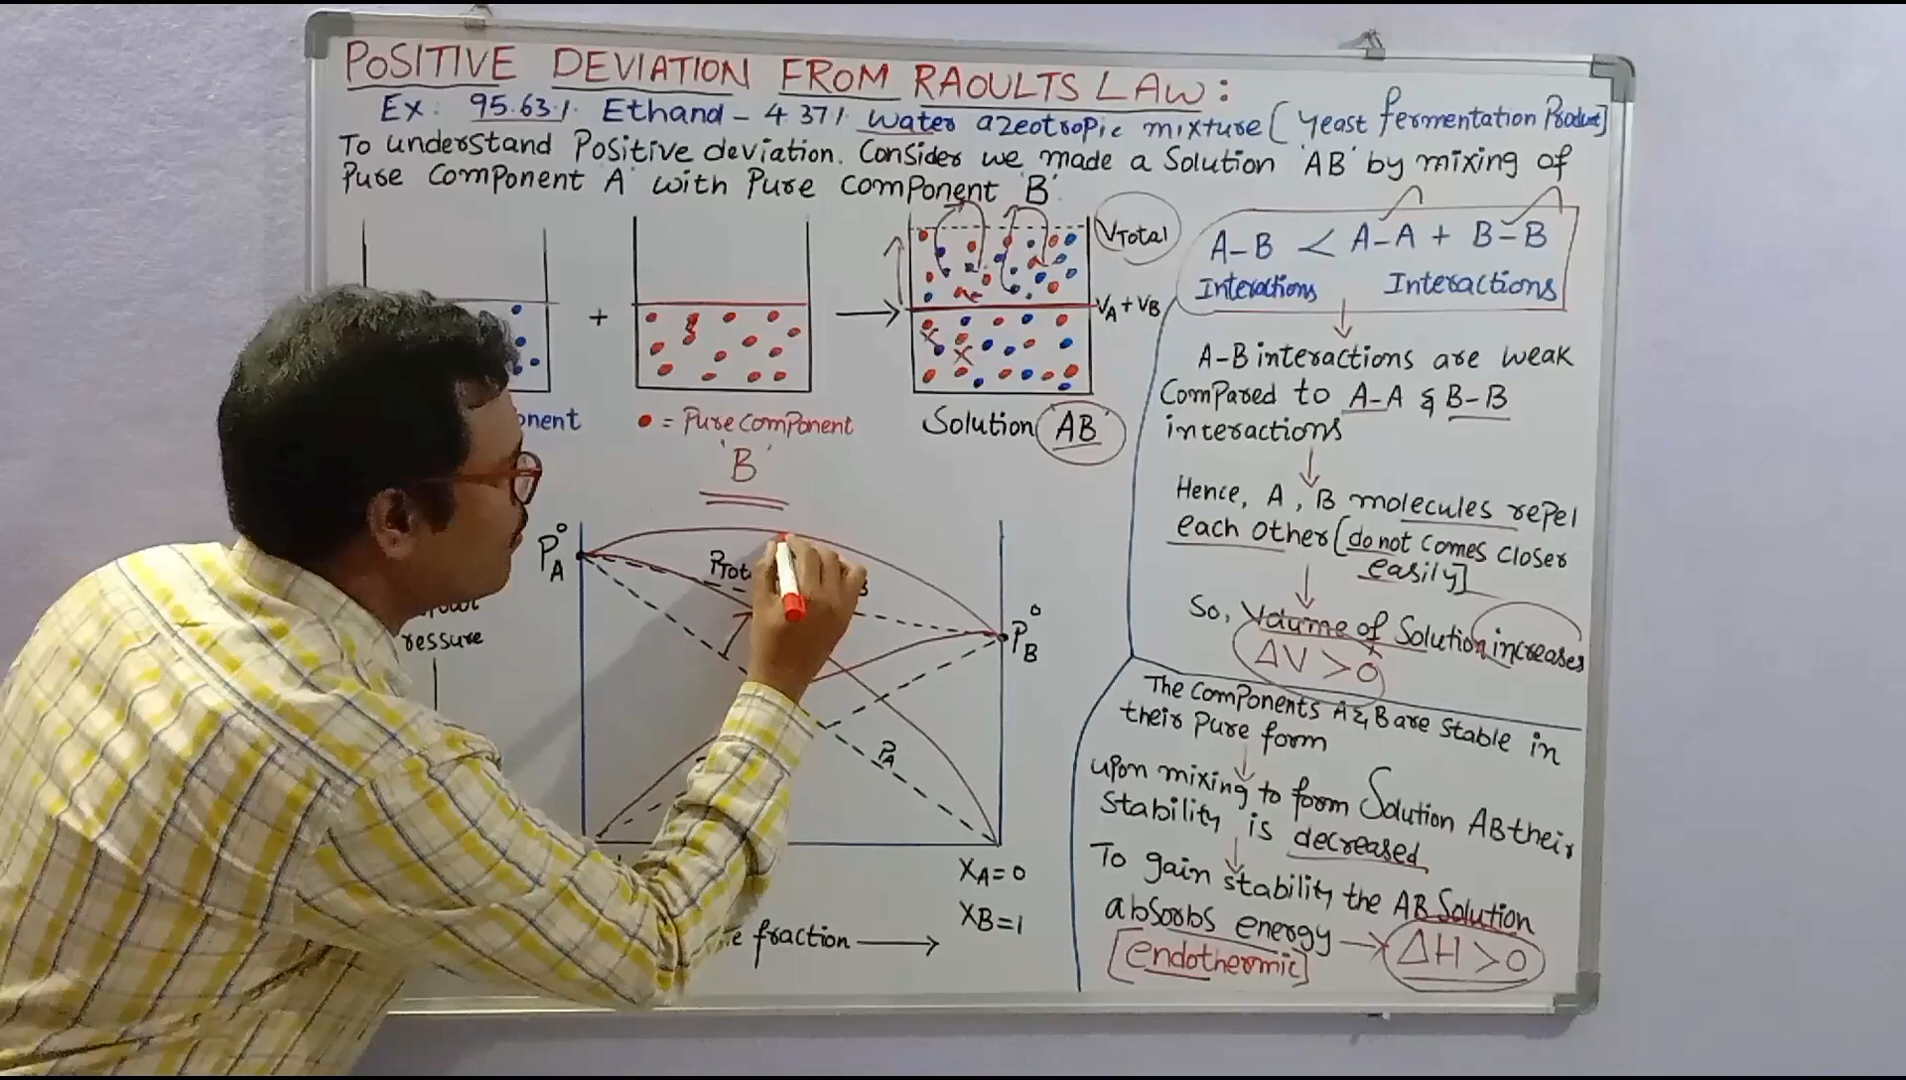 POSITIVE DEVIATION FROM RAOULTS LAW:
Ex: 95.63% Ethanol - 4.37% water azeotropic mixture [yeast fermentation Product]
To understand Positive deviation. Consider we made a Solution 'AB' by mixing of
Pure component 'A' with Pure component 'B'.
+
VTotal
VA + VB
= Pure component
'B'
Solution 'AB'
P°A
P°B
PA
XA=0
XB=1
fraction
A-B < A-A + B-B
Interactions Interactions
A-B interactions are weak
compared to A-A & B-B
interactions
Hence, A, B molecules repel
each other [do not comes closer
easily]
So, Volume of Solution increases
ΔV > 0
The components A & B are stable in
their pure form
upon mixing to form Solution AB their
stability is decreased
To gain stability the AB Solution
absorbs energy → ΔH > 0
[endothermic]